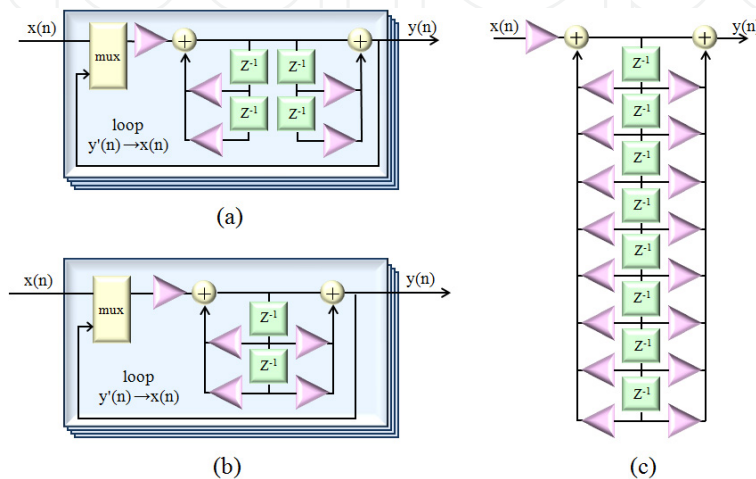 x(n)
y(n)
mux
+
+
Z-1
Z-1
Z-1
Z-1
loop
y'(n)→x(n)
(a)
x(n)
y(n)
mux
+
+
Z-1
Z-1
loop
y'(n)→x(n)
(b)
x(n)
y(n)
+
+
Z-1
Z-1
Z-1
Z-1
Z-1
Z-1
Z-1
Z-1
(c)